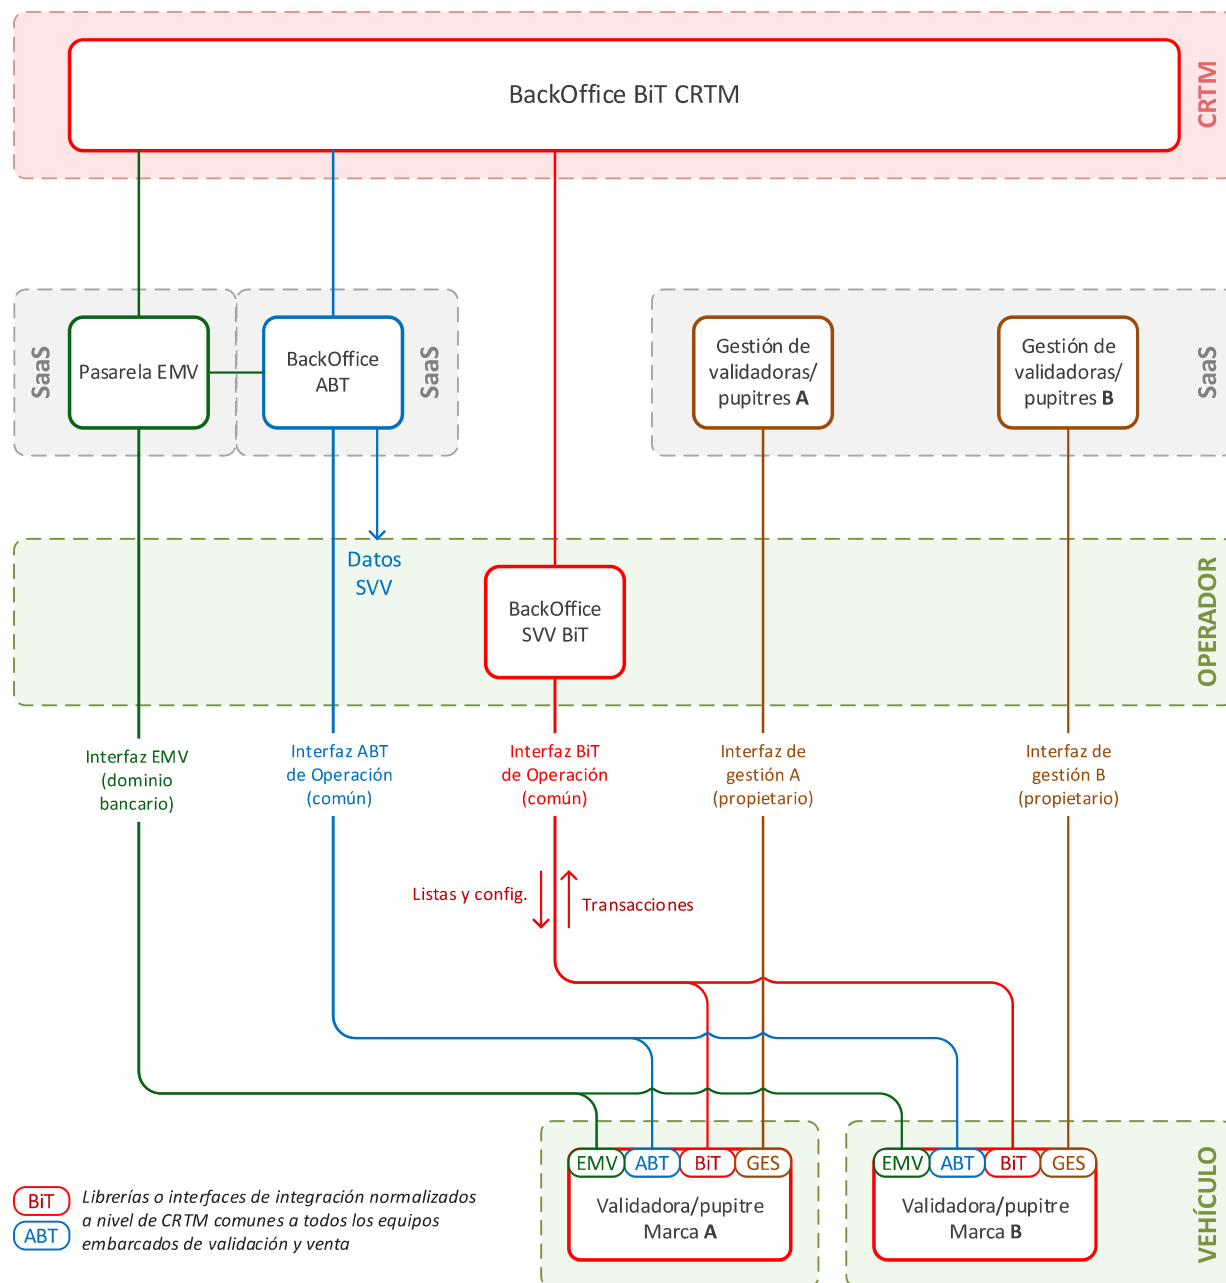 BackOffice BiT CRTM
CRTM
SaaS
Pasarela EMV
BackOffice
ABT
SaaS
Gestión de
validadoras/
pupitres A
Gestión de
validadoras/
pupitres B
SaaS
Datos
SVV
BackOffice
SVV BiT
OPERADOR
Interfaz EMV
(dominio
bancario)
Interfaz ABT
de Operación
(común)
Interfaz BiT
de Operación
(común)
Interfaz de
gestión A
(propietario)
Interfaz de
gestión B
(propietario)
Listas y config.
Transacciones
EMV
ABT
BiT
GES
Validadora/pupitre
Marca A
EMV
ABT
BiT
GES
Validadora/pupitre
Marca B
VEHÍCULO
BiT
ABT
Librerías o interfaces de integración normalizados
a nivel de CRTM comunes a todos los equipos
embarcados de validación y venta